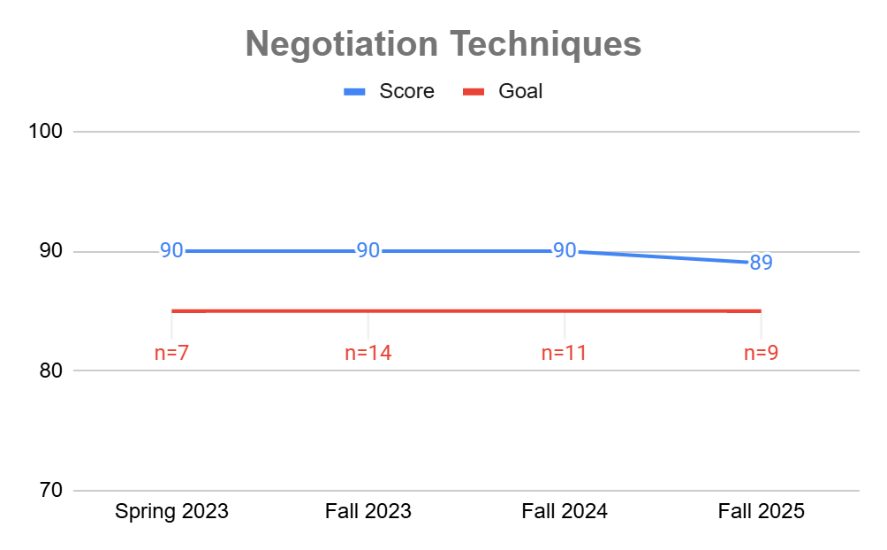 Negotiation Techniques
Score Goal
100
90
80
70
90 90 90 89
n=7 n=14 n=11 n=9
Spring 2023 Fall 2023 Fall 2024 Fall 2025